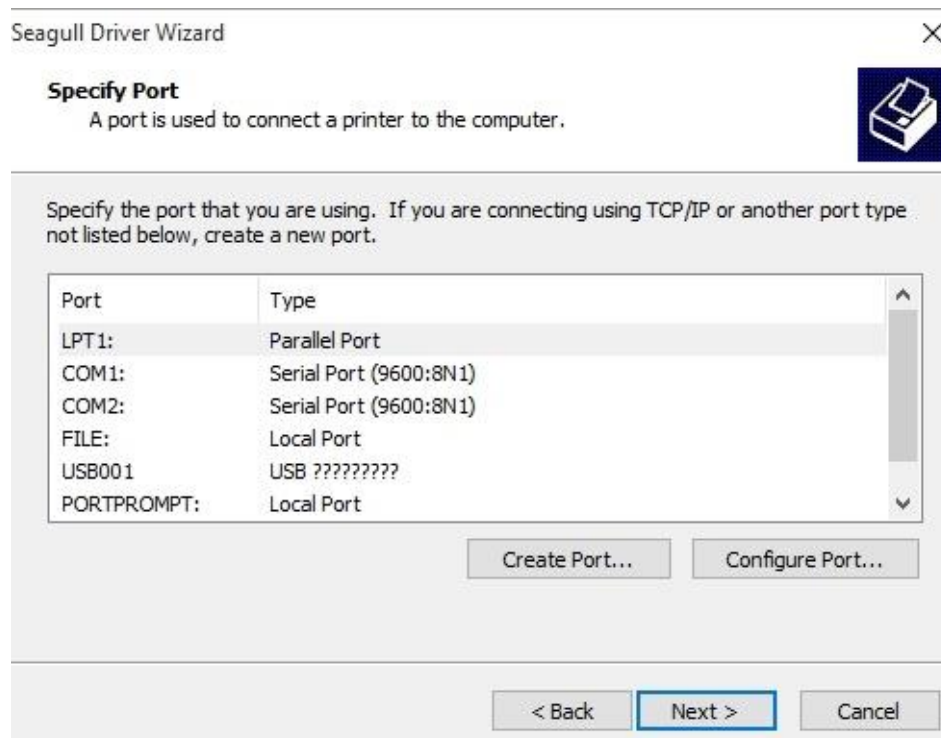 Seagull Driver Wizard
Specify Port
A port is used to connect a printer to the computer.
Specify the port that you are using. If you are connecting using TCP/IP or another port type
not listed below, create a new port.
Port Type
LPT1: Parallel Port
COM1: Serial Port (9600:8N1)
COM2: Serial Port (9600:8N1)
FILE: Local Port
USB001 USB ?????????
PORTPROMPT: Local Port
Create Port... Configure Port...
< Back Next > Cancel